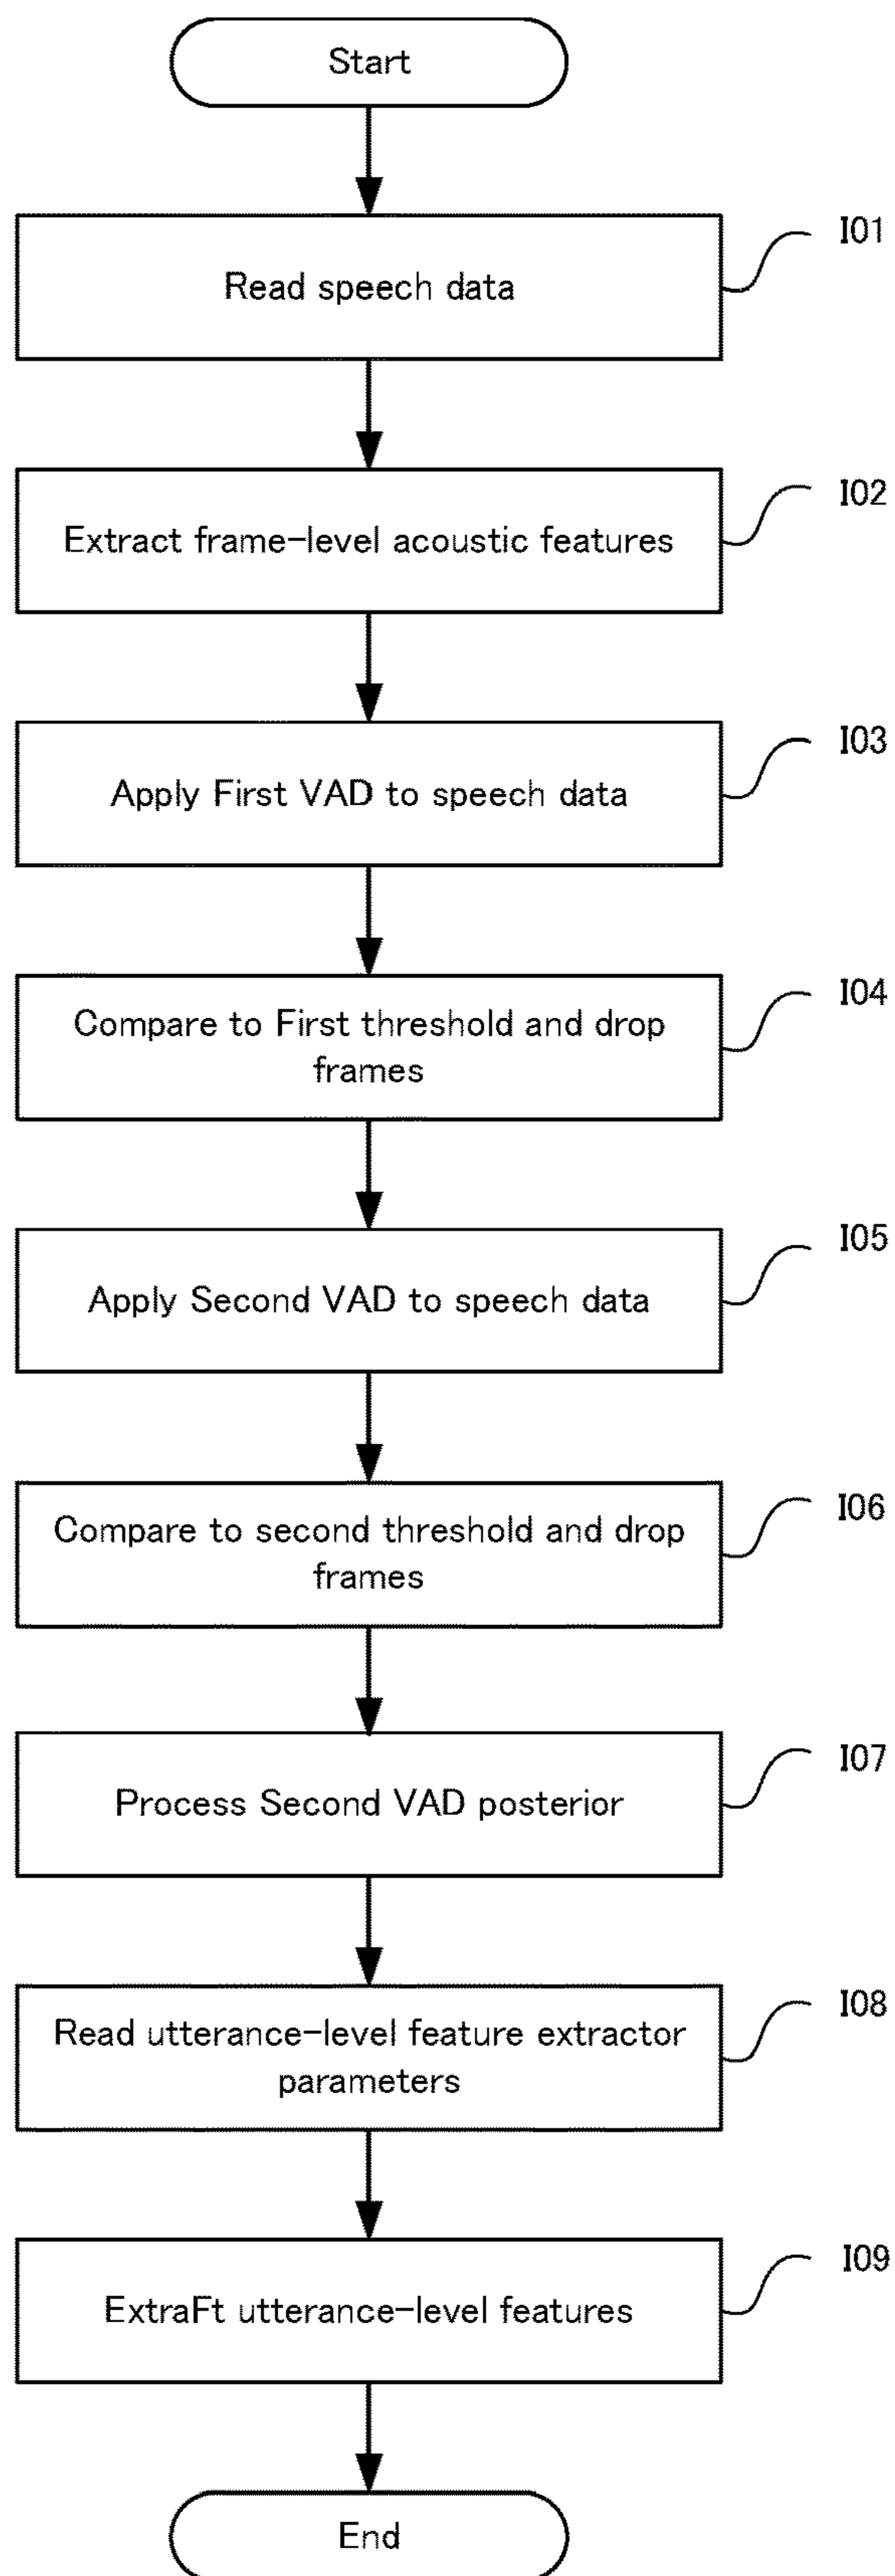 Start
Read speech data
I01
Extract frame-level acoustic features
I02
Apply First VAD to speech data
I03
Compare to First threshold and drop
frames
I04
Apply Second VAD to speech data
I05
Compare to second threshold and drop
frames
I06
Process Second VAD posterior
I07
Read utterance-level feature extractor
parameters
I08
ExtraFt utterance-level features
I09
End